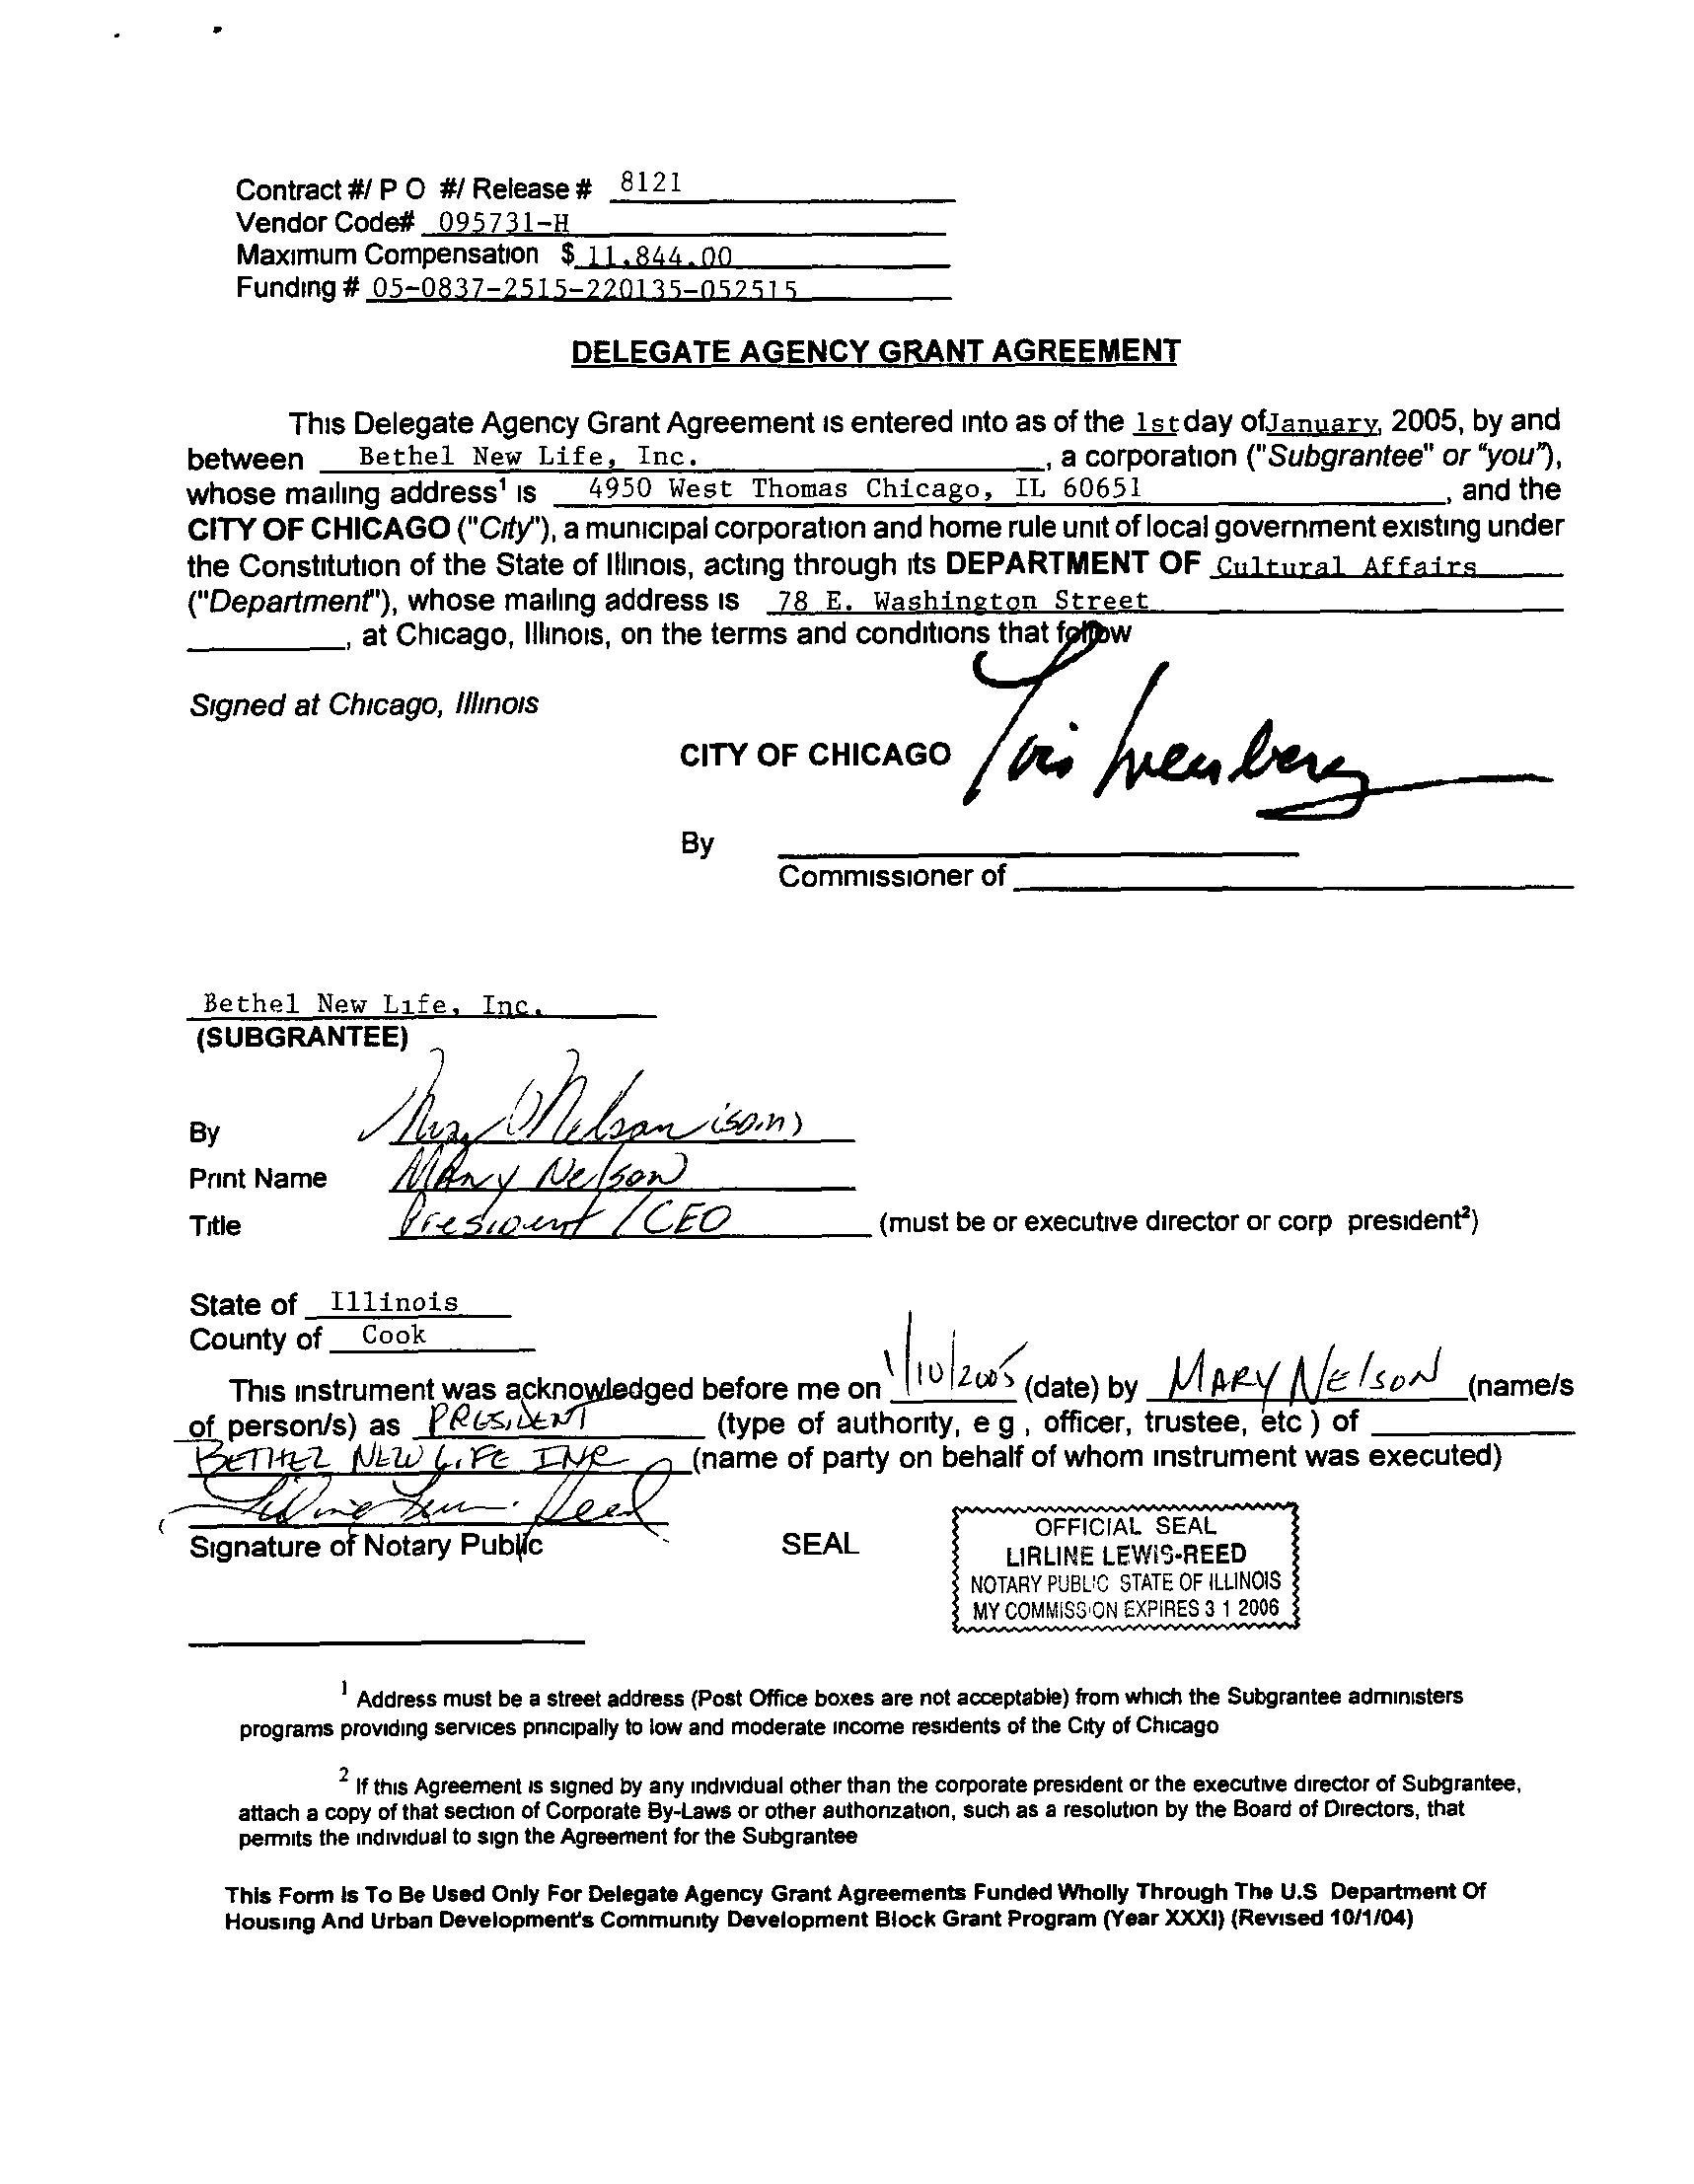 Contract #/ P O #/ Release # 8121
Vendor Code# 095731-H
Maximum Compensation $ 11,844.00
Funding # 05-0837-2515-220135-052515
DELEGATE AGENCY GRANT AGREEMENT
This Delegate Agency Grant Agreement is entered into as of the 1st day of January, 2005, by and
between Bethel New Life, Inc. , a corporation ("Subgrantee" or "you"),
whose mailing address1 is 4950 West Thomas Chicago, IL 60651 , and the
CITY OF CHICAGO ("City"), a municipal corporation and home rule unit of local government existing under
the Constitution of the State of Illinois, acting through its DEPARTMENT OF Cultural Affairs
("Department"), whose mailing address is 78 E. Washington Street
, at Chicago, Illinois, on the terms and conditions that follow
Signed at Chicago, Illinois
CITY OF CHICAGO
By
Commissioner of
Bethel New Life, Inc.
(SUBGRANTEE)
By Mary Nelson
Print Name Mary Nelson
Title President / CEO (must be or executive director or corp president2)
State of Illinois
County of Cook
This instrument was acknowledged before me on 1/10/2005 (date) by MARY NELSON (name/s
of person/s) as PRESIDENT (type of authority, e g , officer, trustee, etc ) of
BETHEL NEW LIFE INC (name of party on behalf of whom instrument was executed)
Signature of Notary Public SEAL
OFFICIAL SEAL
LIRLINE LEWIS-REED
NOTARY PUBLIC STATE OF ILLINOIS
MY COMMISSION EXPIRES 3 1 2006
1 Address must be a street address (Post Office boxes are not acceptable) from which the Subgrantee administers
programs providing services principally to low and moderate income residents of the City of Chicago
2 If this Agreement is signed by any individual other than the corporate president or the executive director of Subgrantee,
attach a copy of that section of Corporate By-Laws or other authorization, such as a resolution by the Board of Directors, that
permits the individual to sign the Agreement for the Subgrantee
This Form Is To Be Used Only For Delegate Agency Grant Agreements Funded Wholly Through The U.S Department Of
Housing And Urban Development's Community Development Block Grant Program (Year XXXI) (Revised 10/1/04)